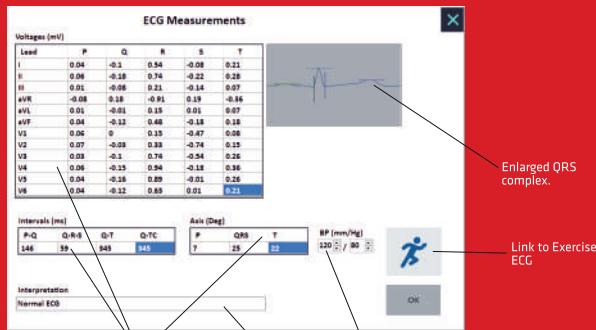 ECG Measurements
Voltages (mV)
Lead P Q R S T
I 0.04 -0.1 0.54 -0.08 0.21
II 0.06 -0.18 0.74 -0.22 0.28
III 0.01 -0.08 0.21 -0.14 0.07
aVR -0.08 0.18 -0.91 0.19 -0.36
aVL 0.01 -0.01 0.15 0.01 0.07
aVF 0.04 -0.12 0.48 -0.18 0.18
V1 0.06 0 0.15 -0.47 0.08
V2 0.07 -0.03 0.33 -0.74 0.15
V3 0.03 -0.1 0.74 -0.54 0.26
V4 0.06 -0.15 0.94 -0.18 0.36
V5 0.04 -0.16 0.89 -0.01 0.26
V6 0.04 -0.12 0.65 0.01 0.21
Enlarged QRS
complex.
Intervals (ms) Axis (Deg)
P-Q Q-R-S Q-T Q-TC P QRS T BP (mm/Hg)
146 59 345 345 7 25 22 120 / 80
Link to Exercise
ECG
Interpretation
Normal ECG
OK